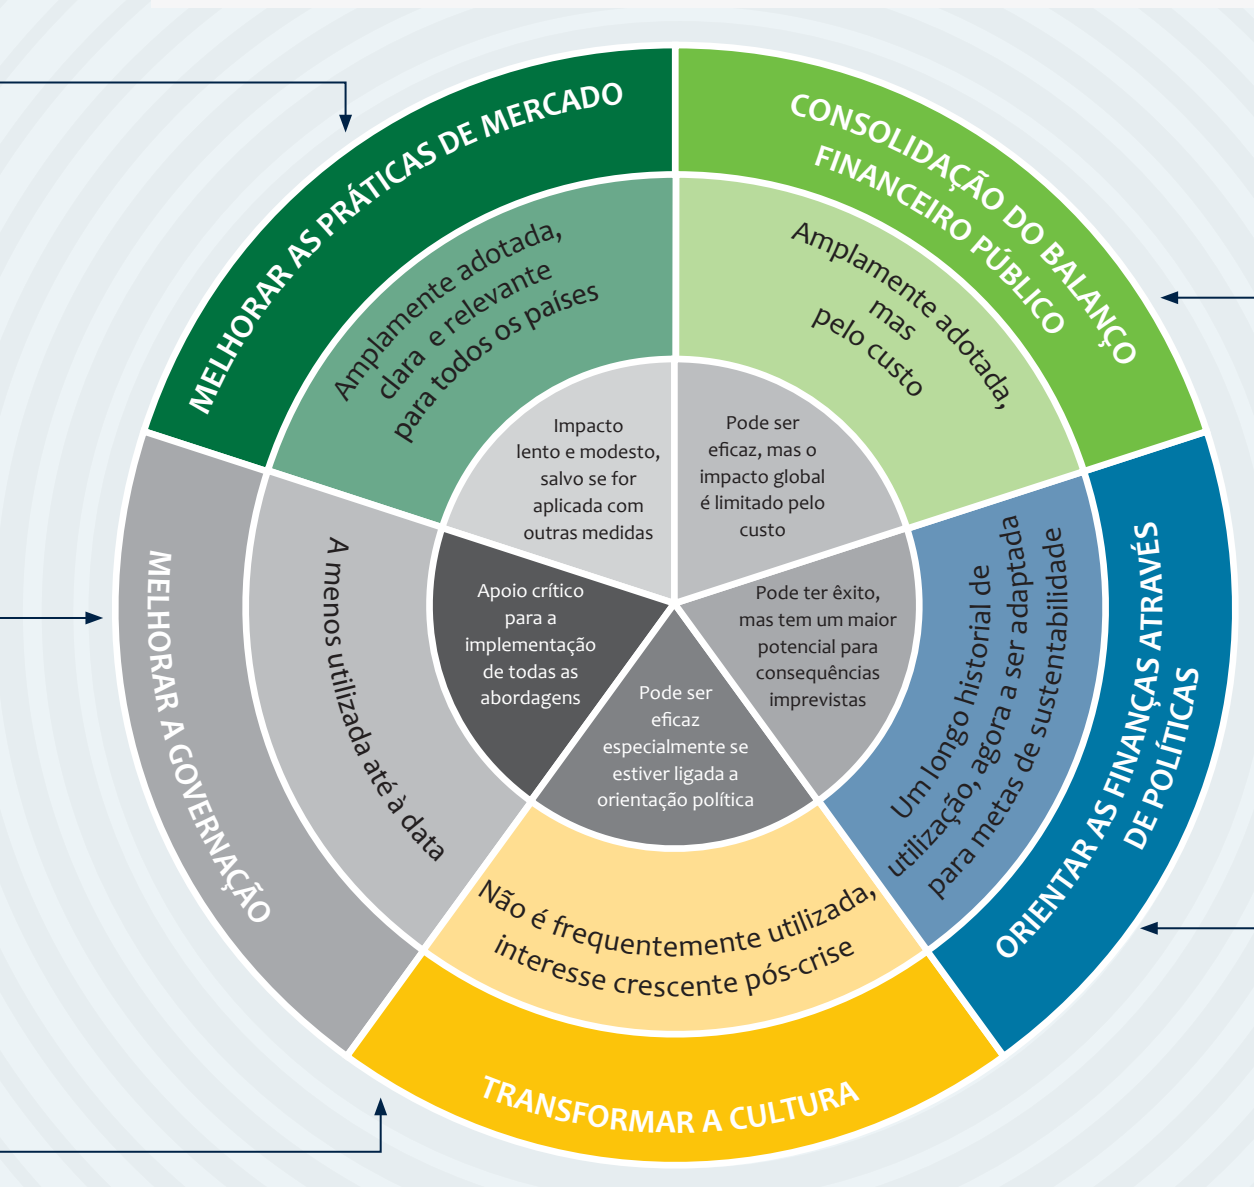 MELHORAR AS PRÁTICAS DE MERCADO
Amplamente adotada,
clara e relevante
para todos os países
Impacto
lento e modesto,
salvo se for
aplicada com
outras medidas
CONSOLIDAÇÃO DO BALANÇO
FINANCEIRO PÚBLICO
Amplamente adotada,
mas
pelo custo
Pode ser
eficaz, mas o
impacto global
é limitado pelo
custo
ORIENTAR AS FINANÇAS ATRAVÉS
DE POLÍTICAS
Um longo historial de
utilização, agora a ser adaptada
para metas de sustentabilidade
Pode ter êxito,
mas tem um maior
potencial para
consequências
imprevistas
TRANSFORMAR A CULTURA
Não é frequentemente utilizada,
interesse crescente pós-crise
Pode ser
eficaz
especialmente se
estiver ligada a
orientação política
MELHORAR A GOVERNAÇÃO
A menos utilizada até à data
Apoio crítico
para a
implementação
de todas as
abordagens